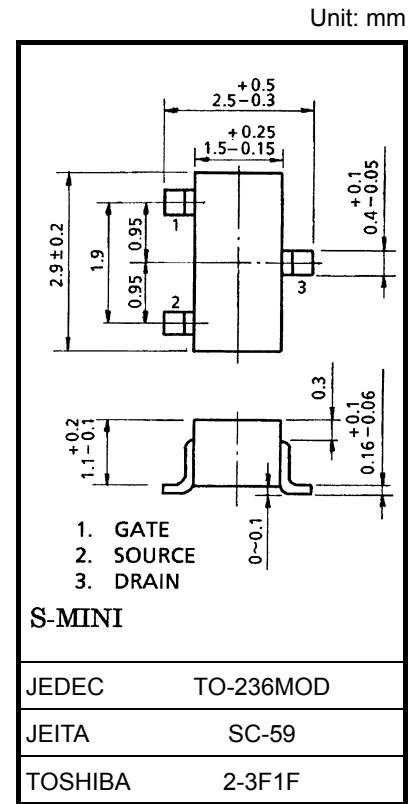 Unit: mm
+0.5
2.5-0.3
+0.25
1.5-0.15
2.9±0.2
1.9
0.95
0.95
1
2
3
+0.1
0.4-0.05
+0.2
1.1-0.1
0.3
+0.1
0.16-0.06
0~0.1
1. GATE
2. SOURCE
3. DRAIN
S-MINI
JEDEC TO-236MOD
JEITA SC-59
TOSHIBA 2-3F1F